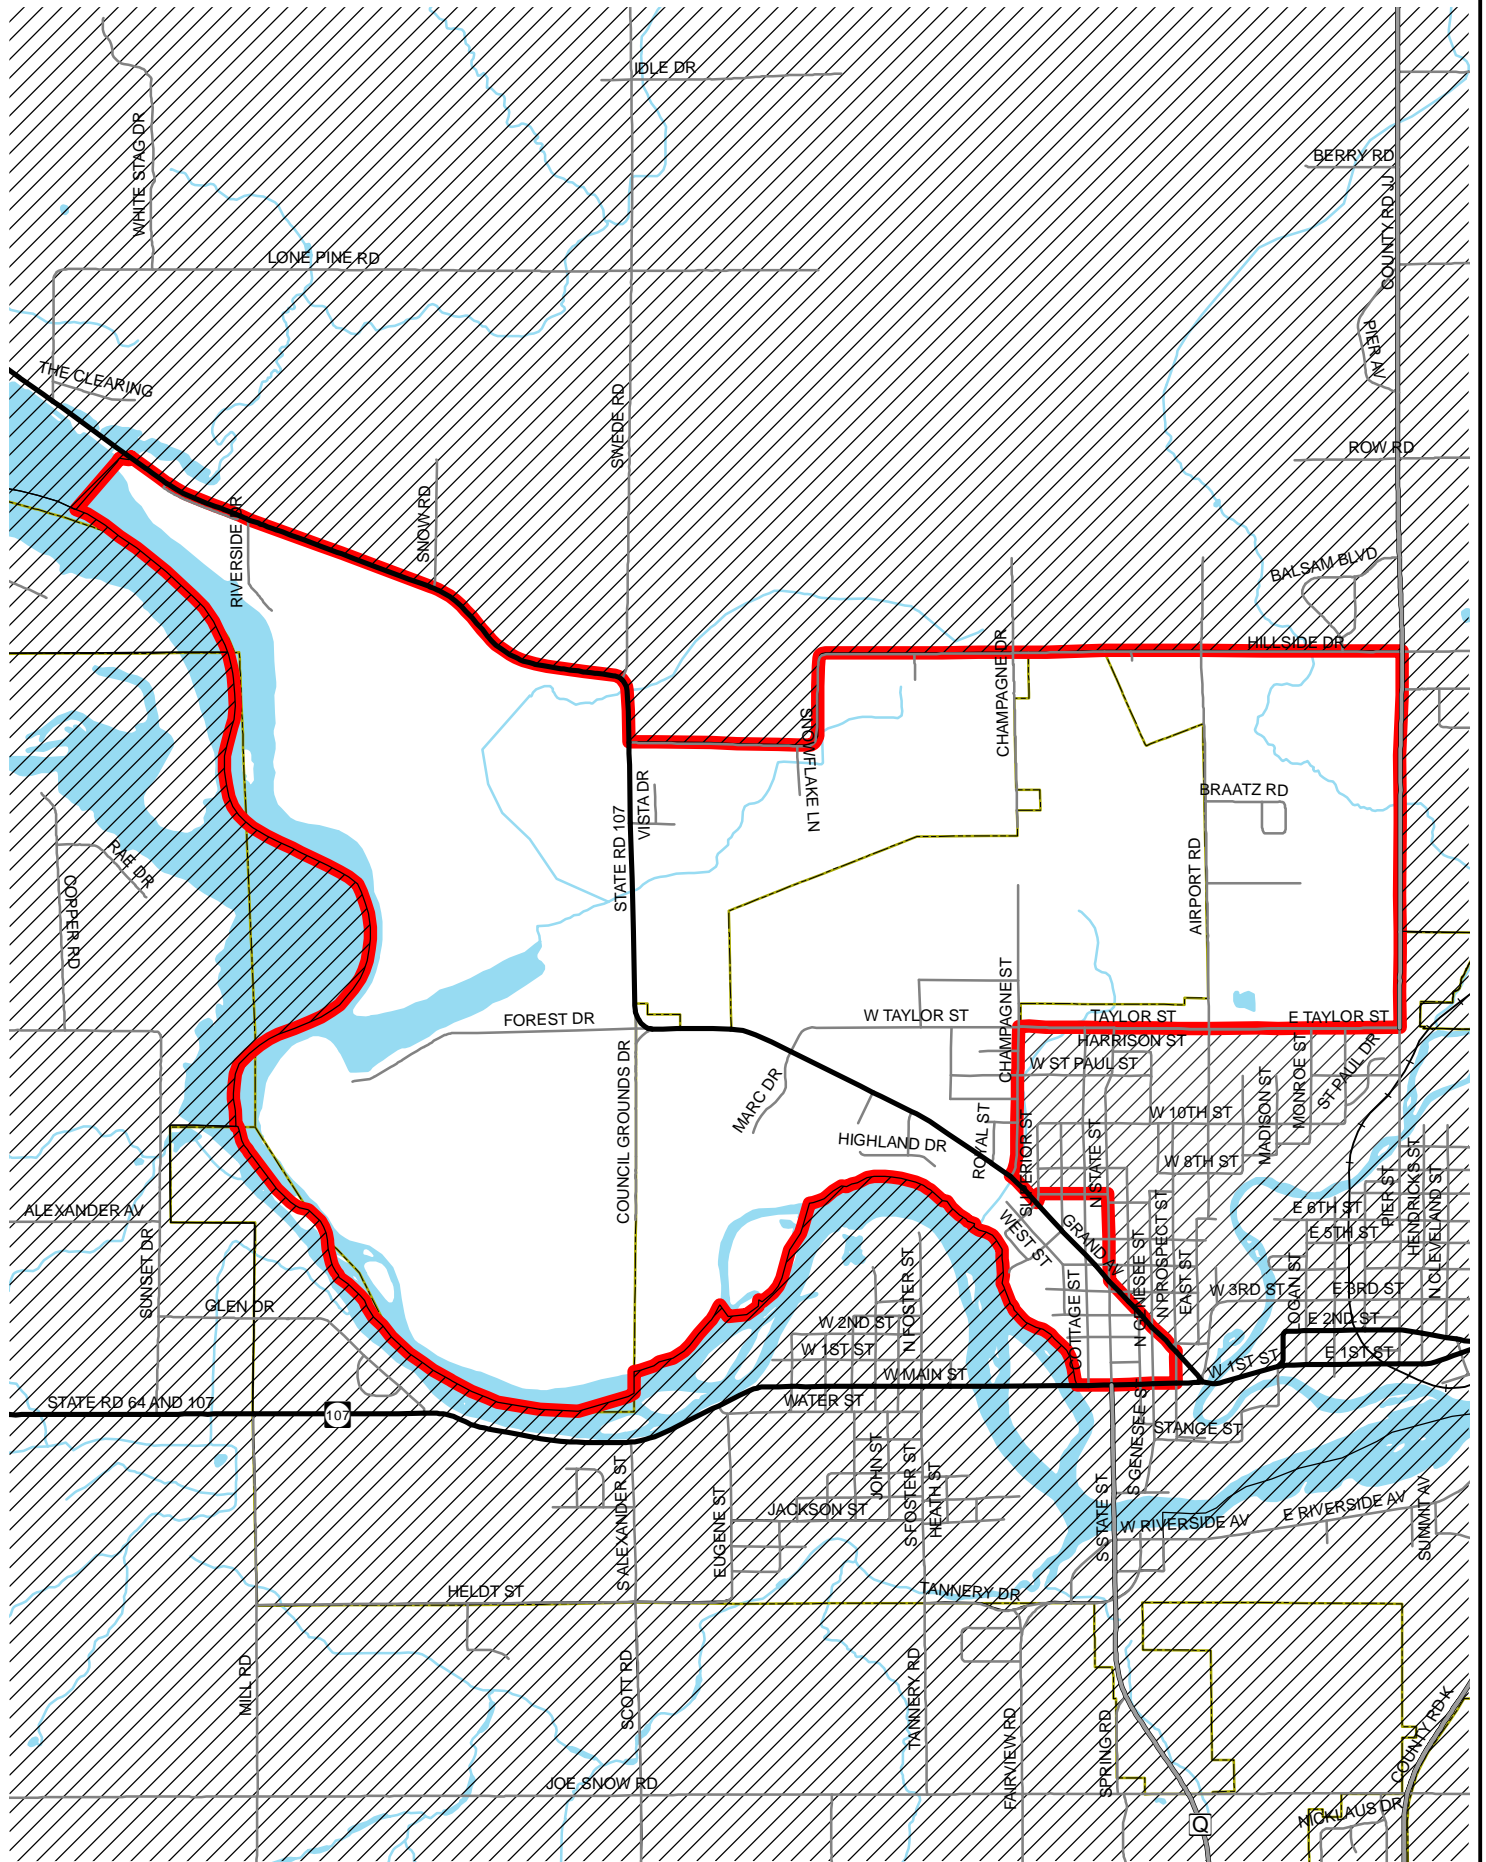 IDLE DR
WHITE STAG DR
BERRY RD
COUNTY RD JJ
LONE PINE RD
PIER AV
THE CLEARING
SWEDE RD
ROW RD
SNOW RD
RIVERSIDE DR
BALSAM BLVD
HILLSIDE DR
CHAMPAGNE DR
SNOWFLAKE LN
VISTA DR
STATE RD 107
BRAATZ RD
RAE DR
COPPER RD
AIRPORT RD
CHAMPAGNE ST
FOREST DR
W TAYLOR ST
TAYLOR ST
E TAYLOR ST
HARRISON ST
W ST PAUL ST
MONROE ST
ST PAUL DR
MADISON ST
COUNCIL GROUNDS DR
MARC DR
ROYAL ST
W 10TH ST
HIGHLAND DR
SUPERIOR ST
N STATE ST
W 8TH ST
PIER ST
HENDRICKS ST
N CLEVELAND ST
ALEXANDER AV
SUNSET DR
WEST ST
GRAND AV
N GENESEE ST
N PROSPECT ST
EAST ST
E 6TH ST
E 5TH ST
GLEN DR
COTTAGE ST
W 3RD ST
OGAN ST
E 3RD ST
N FOSTER ST
W 2ND ST
E 2ND ST
W 1ST ST
E 1ST ST
W 1ST ST
W MAIN ST
STATE RD 64 AND 107
107
WATER ST
STANGE ST
S GENESEE ST
JOHN ST
S FOSTER ST
HEATH ST
S ALEXANDER ST
EUGENE ST
JACKSON ST
S STATE ST
W RIVERSIDE AV
E RIVERSIDE AV
SUMMIT AV
HELDT ST
TANNERY DR
MILL RD
SCOTT RD
TANNERY RD
FAIRVIEW RD
SPRING RD
COUNTY RD K
JOE SNOW RD
NICKLAUS DR
Q